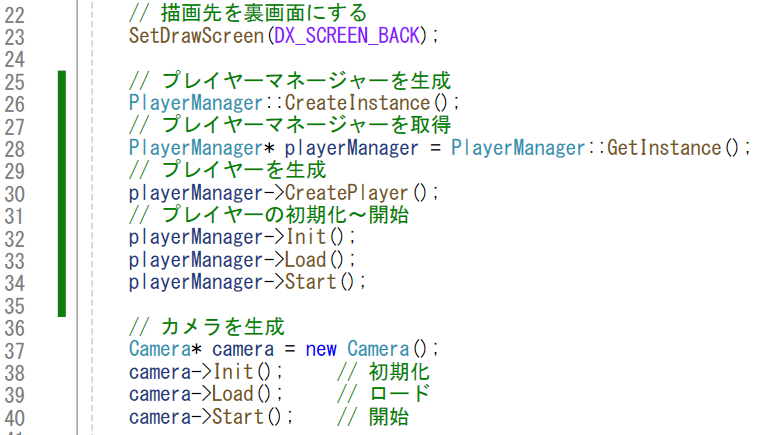 22 // 描画先を裏画面にする
23 SetDrawScreen(DX_SCREEN_BACK);
24
25 // プレイヤーマネージャーを生成
26 PlayerManager::CreateInstance();
27 // プレイヤーマネージャーを取得
28 PlayerManager* playerManager = PlayerManager::GetInstance();
29 // プレイヤーを生成
30 playerManager->CreatePlayer();
31 // プレイヤーの初期化～開始
32 playerManager->Init();
33 playerManager->Load();
34 playerManager->Start();
35
36 // カメラを生成
37 Camera* camera = new Camera();
38 camera->Init(); // 初期化
39 camera->Load(); // ロード
40 camera->Start(); // 開始